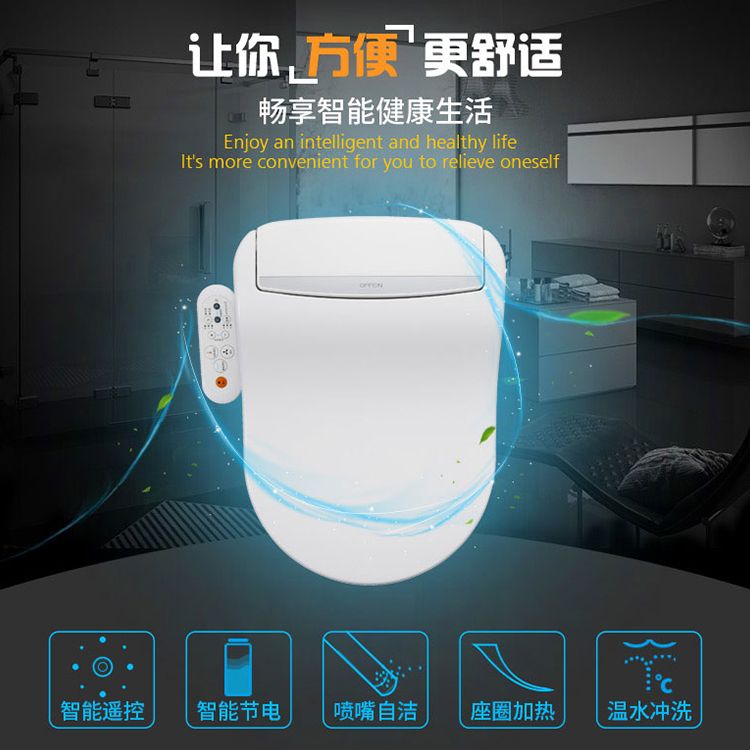 让你「方便」更舒适
畅享智能健康生活
Enjoy an intelligent and healthy life
It's more convenient for you to relieve oneself
°C
智能遥控
智能节电
喷嘴自洁
座圈加热
温水冲洗